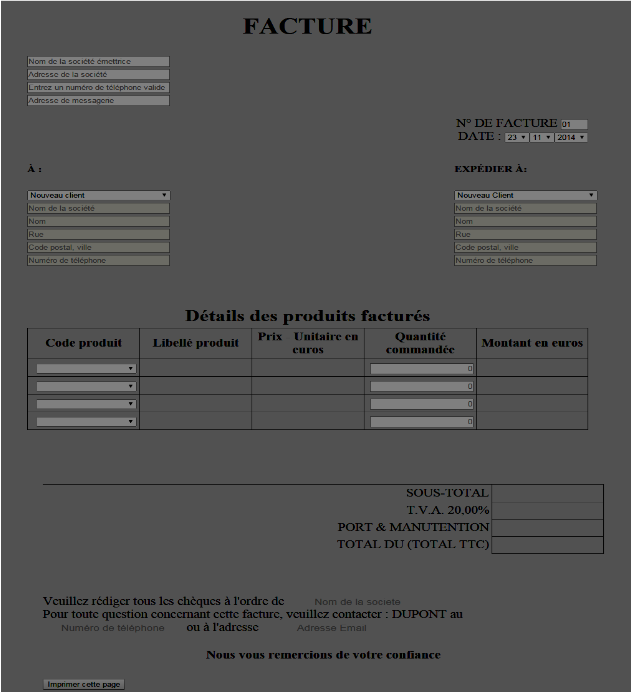 FACTURE
Nom de la société émettrice
Adresse de la société
Entrez un numéro de téléphone valide
Adresse de messagerie
N° DE FACTURE 01
DATE : 23 11 2014
À :
EXPÉDIER À:
Nouveau client
Nouveau Client
Nom de la société
Nom de la société
Nom
Nom
Rue
Rue
Code postal, ville
Code postal, ville
Numéro de téléphone
Numéro de téléphone
Détails des produits facturés
Code produit Libellé produit Prix Unitaire en euros Quantité commandée Montant en euros
0
0
0
0
SOUS-TOTAL
T.V.A. 20,00%
PORT & MANUTENTION
TOTAL DU (TOTAL TTC)
Veuillez rédiger tous les chèques à l'ordre de Nom de la societe
Pour toute question concernant cette facture, veuillez contacter : DUPONT au
Numéro de téléphone ou à l'adresse Adresse Email
Nous vous remercions de votre confiance
Imprimer cette page